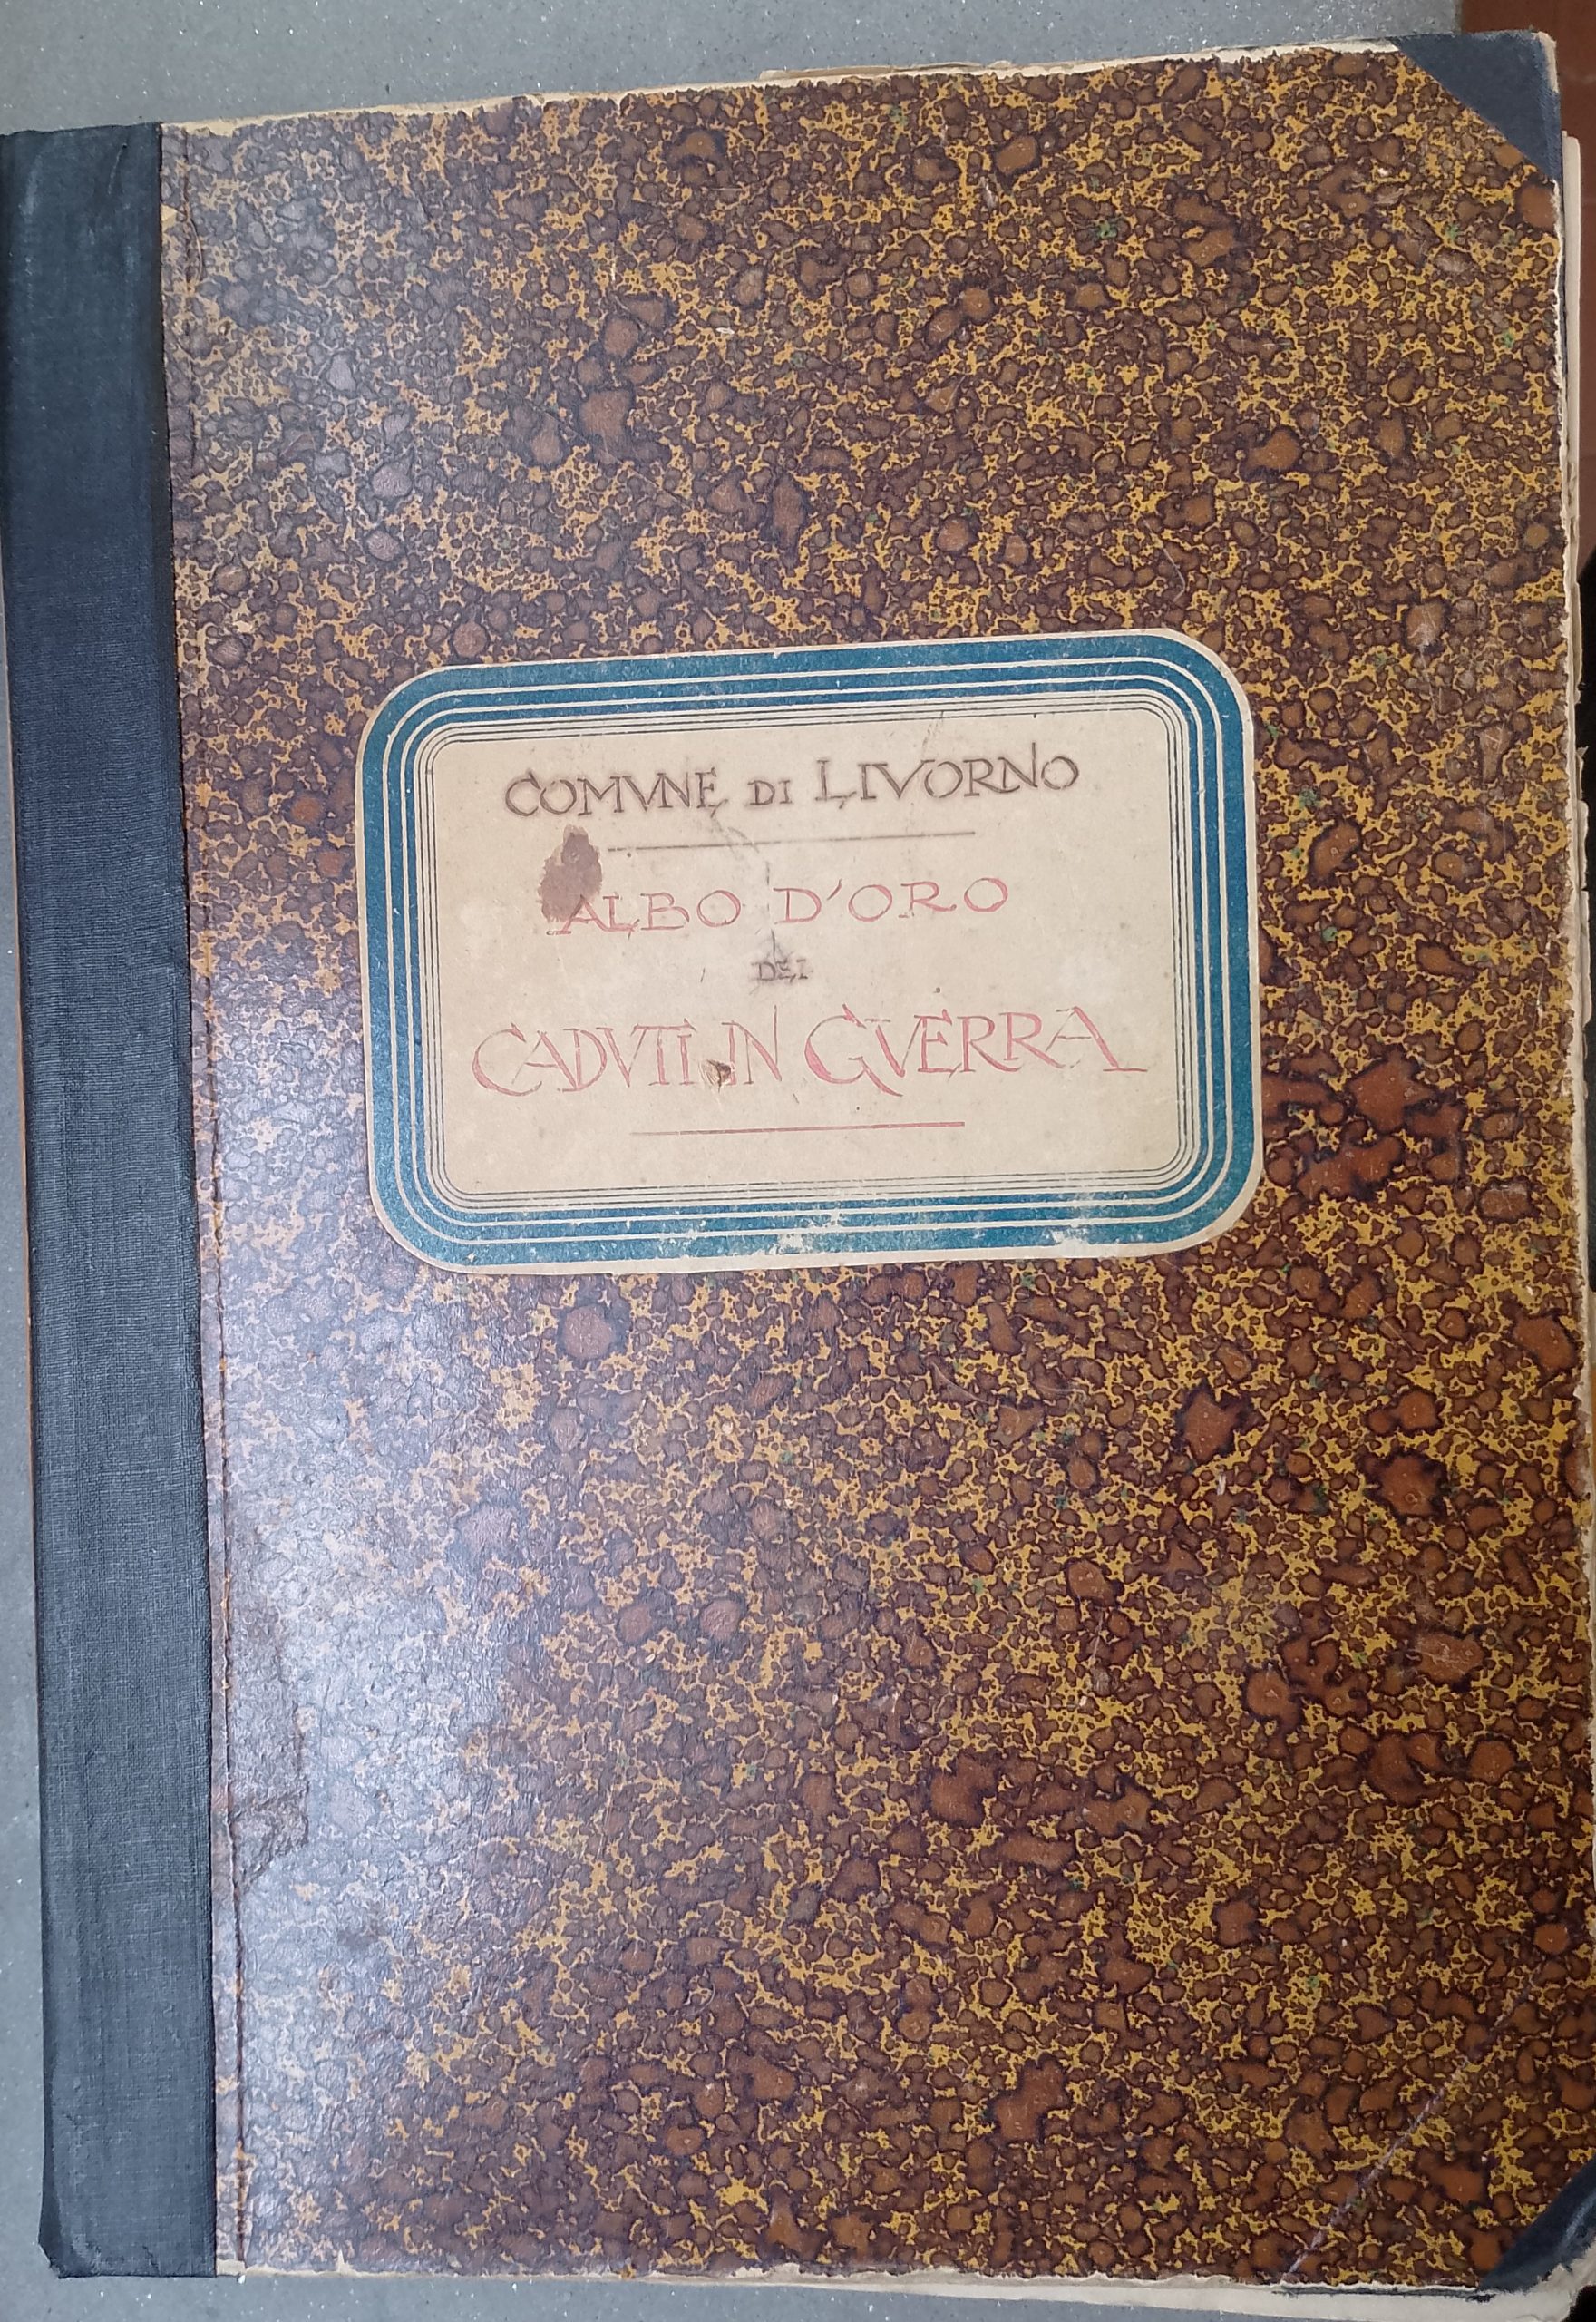 COMVNE DI LIVORNO
ALBO D'ORO
DEI
CADVTI IN GVERRA